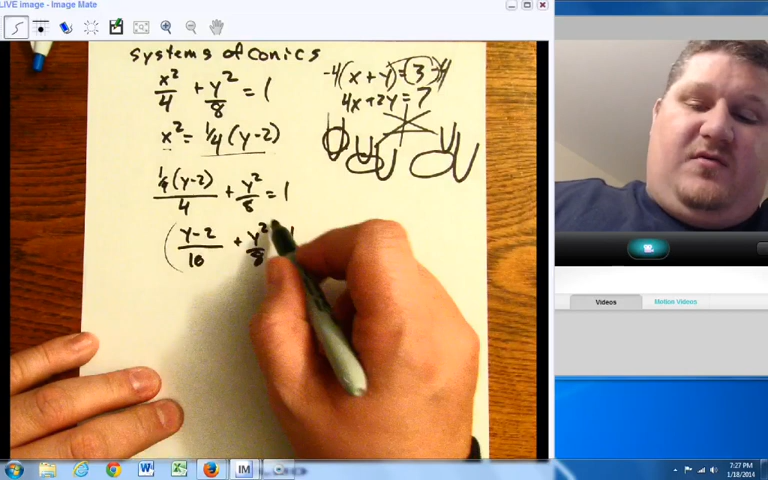 LIVE image - Image Mate
systems of conics
x²/4 + y²/8 = 1
x² = 1/4 (y-2)
1/4(y-2)/4 + y²/8 = 1
(y-2/16 + y²/8
-4(x + y) = (3)-4
4x+2y = 7
Videos
Motion Videos
IM
7:27 PM
1/18/2014